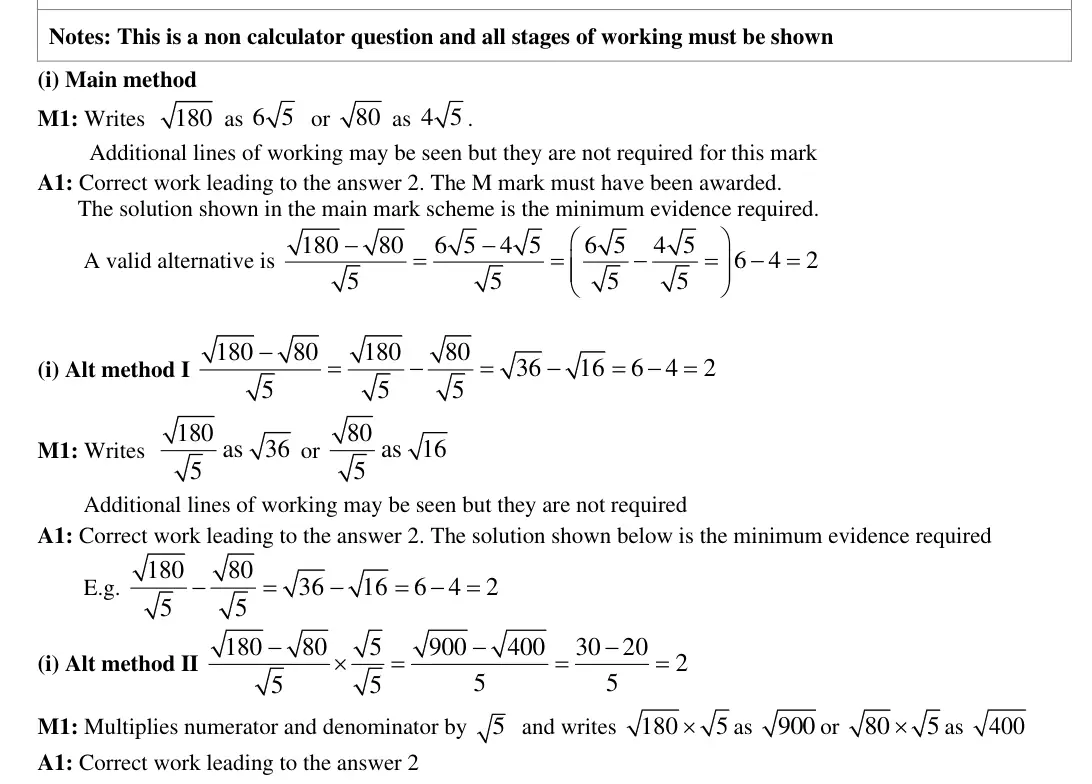 Notes: This is a non calculator question and all stages of working must be shown
(i) Main method
M1: Writes √180 as 6√5 or √80 as 4√5.
Additional lines of working may be seen but they are not required for this mark
A1: Correct work leading to the answer 2. The M mark must have been awarded.
The solution shown in the main mark scheme is the minimum evidence required.
A valid alternative is (√180 − √80)/√5 = (6√5 − 4√5)/√5 = (6√5/√5 − 4√5/√5 =) 6 − 4 = 2
(i) Alt method I (√180 − √80)/√5 = √180/√5 − √80/√5 = √36 − √16 = 6 − 4 = 2
M1: Writes √180/√5 as √36 or √80/√5 as √16
Additional lines of working may be seen but they are not required
A1: Correct work leading to the answer 2. The solution shown below is the minimum evidence required
E.g. √180/√5 − √80/√5 = √36 − √16 = 6 − 4 = 2
(i) Alt method II (√180 − √80)/√5 × √5/√5 = (√900 − √400)/5 = (30 − 20)/5 = 2
M1: Multiplies numerator and denominator by √5 and writes √180 × √5 as √900 or √80 × √5 as √400
A1: Correct work leading to the answer 2